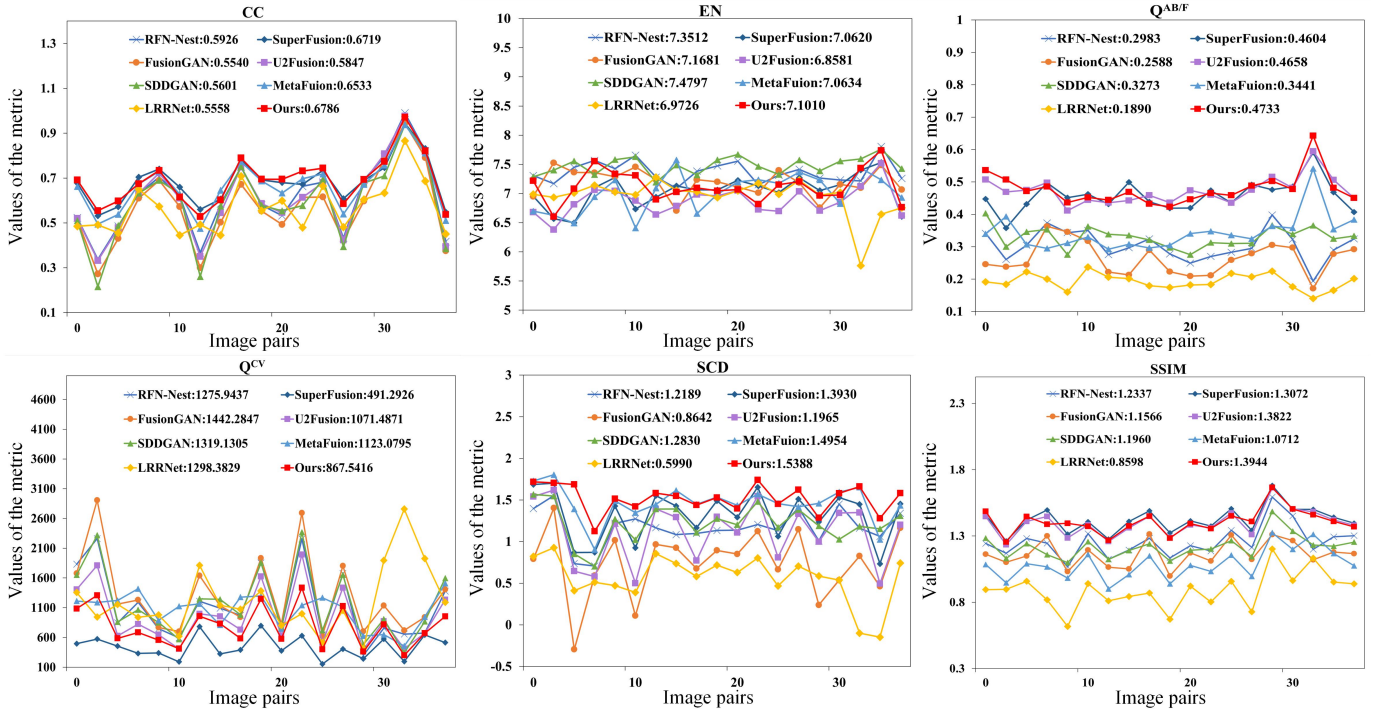 CC
Values of the metric
1.3
1.1
0.9
0.7
0.5
0.3
0.1
RFN-Nest:0.5926 SuperFusion:0.6719
FusionGAN:0.5540 U2Fusion:0.5847
SDDGAN:0.5601 MetaFuion:0.6533
LRRNet:0.5558 Ours:0.6786
0 10 20 30
Image pairs
EN
Values of the metric
10
9.5
9
8.5
8
7.5
7
6.5
6
5.5
5
RFN-Nest:7.3512 SuperFusion:7.0620
FusionGAN:7.1681 U2Fusion:6.8581
SDDGAN:7.4797 MetaFuion:7.0634
LRRNet:6.9726 Ours:7.1010
0 10 20 30
Image pairs
Q^AB/F
Values of the metric
1
0.9
0.8
0.7
0.6
0.5
0.4
0.3
0.2
0.1
RFN-Nest:0.2983 SuperFusion:0.4604
FusionGAN:0.2588 U2Fusion:0.4658
SDDGAN:0.3273 MetaFuion:0.3441
LRRNet:0.1890 Ours:0.4733
0 10 20 30
Image pairs
Q^CV
Values of the metric
4600
4100
3600
3100
2600
2100
1600
1100
600
100
RFN-Nest:1275.9437 SuperFusion:491.2926
FusionGAN:1442.2847 U2Fusion:1071.4871
SDDGAN:1319.1305 MetaFuion:1123.0795
LRRNet:1298.3829 Ours:867.5416
0 10 20 30
Image pairs
SCD
Values of the metric
3
2.5
2
1.5
1
0.5
0
-0.5
RFN-Nest:1.2189 SuperFusion:1.3930
FusionGAN:0.8642 U2Fusion:1.1965
SDDGAN:1.2830 MetaFuion:1.4954
LRRNet:0.5990 Ours:1.5388
0 10 20 30
Image pairs
SSIM
Values of the metric
2.3
1.8
1.3
0.8
0.3
RFN-Nest:1.2337 SuperFusion:1.3072
FusionGAN:1.1566 U2Fusion:1.3822
SDDGAN:1.1960 MetaFuion:1.0712
LRRNet:0.8598 Ours:1.3944
0 10 20 30
Image pairs